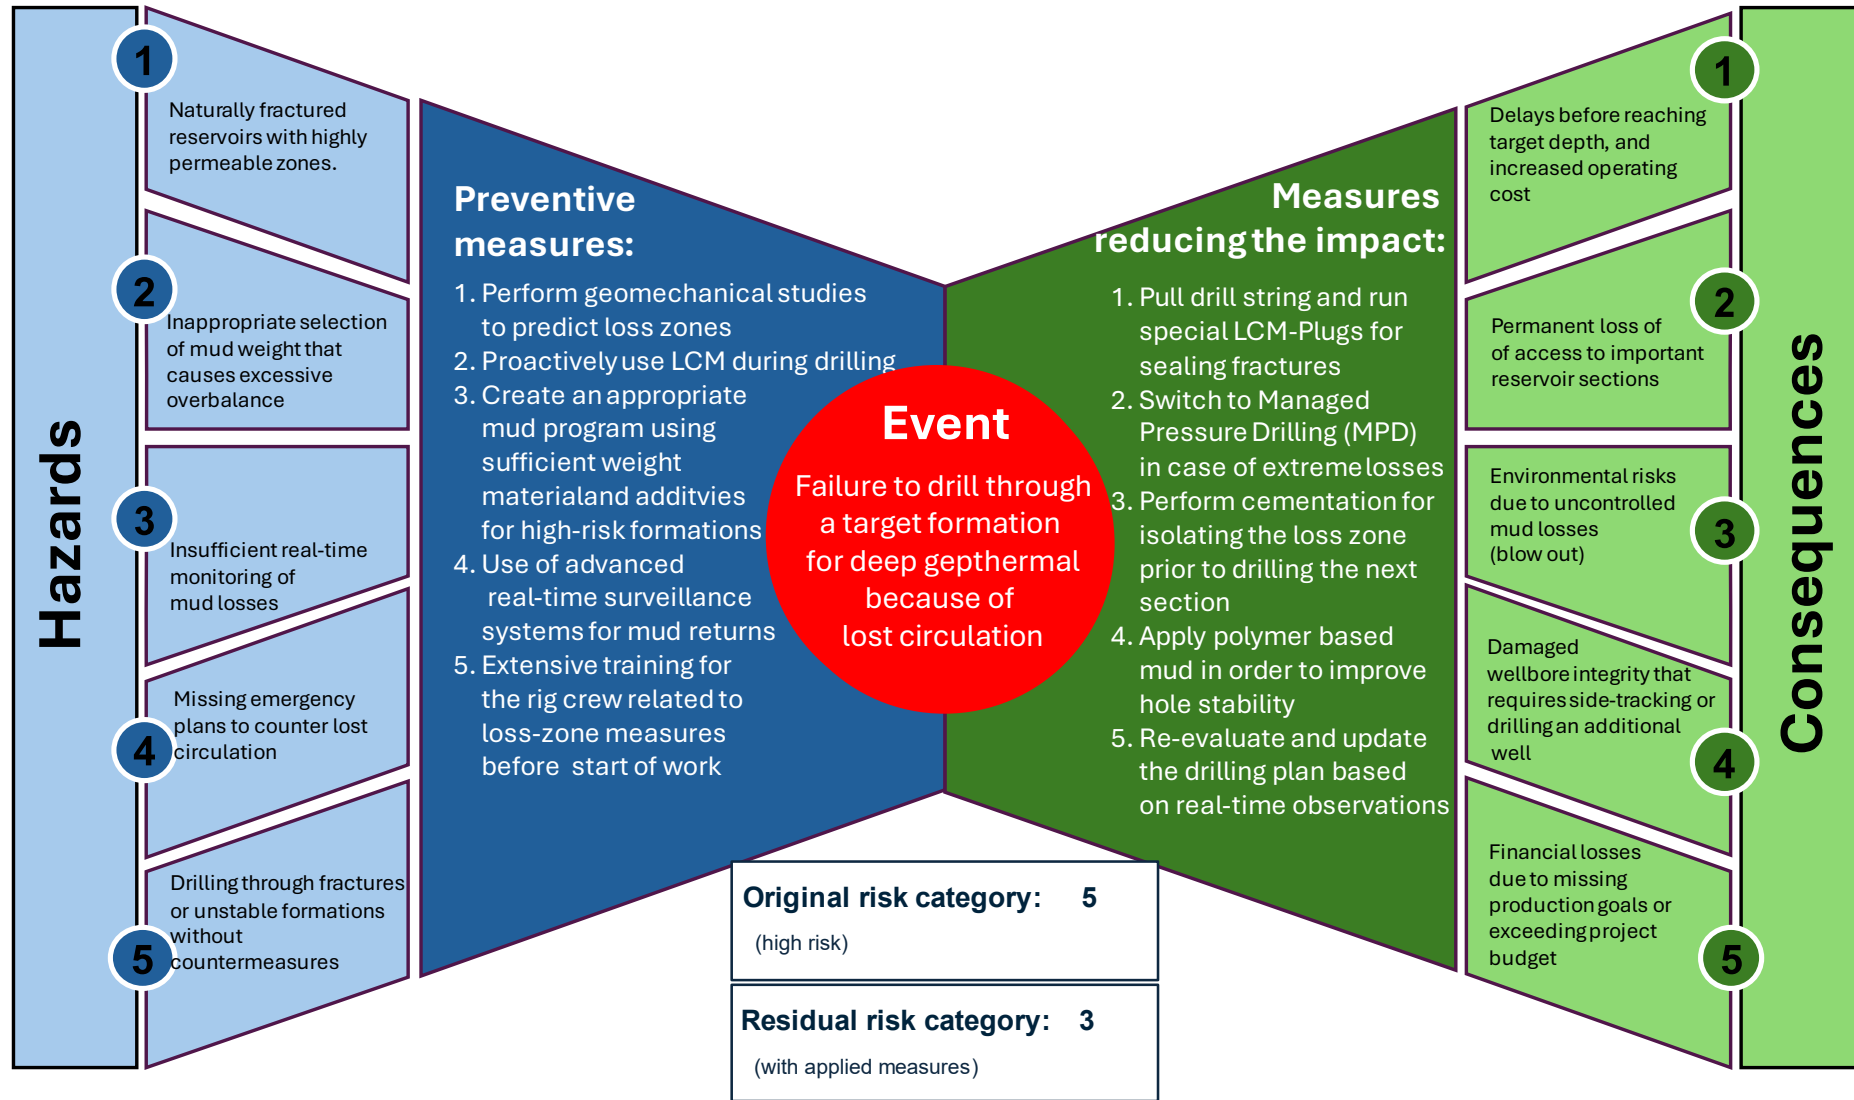 Hazards
1
Naturally fractured
reservoirs with highly
permeable zones.
2
Inappropriate selection
of mud weight that
causes excessive
overbalance
3
Insufficient real-time
monitoring of
mud losses
4
Missing emergency
plans to counter lost
circulation
5
Drilling through fractures
or unstable formations
without
countermeasures
Preventive
measures:
1. Perform geomechanical studies
to predict loss zones
2. Proactively use LCM during drilling
3. Create an appropriate
mud program using
sufficient weight
materialand additvies
for high-risk formations
4. Use of advanced
real-time surveillance
systems for mud returns
5. Extensive training for
the rig crew related to
loss-zone measures
before start of work
Event
Failure to drill through
a target formation
for deep gepthermal
because of
lost circulation
Measures
reducing the impact:
1. Pull drill string and run
special LCM-Plugs for
sealing fractures
2. Switch to Managed
Pressure Drilling (MPD)
in case of extreme losses
3. Perform cementation for
isolating the loss zone
prior to drilling the next
section
4. Apply polymer based
mud in order to improve
hole stability
5. Re-evaluate and update
the drilling plan based
on real-time observations
1
Delays before reaching
target depth, and
increased operating
cost
2
Permanent loss of
of access to important
reservoir sections
3
Environmental risks
due to uncontrolled
mud losses
(blow out)
4
Damaged
wellbore integrity that
requires side-tracking or
drilling an additional
well
5
Financial losses
due to missing
production goals or
exceeding project
budget
Consequences
Original risk category: 5
(high risk)
Residual risk category: 3
(with applied measures)